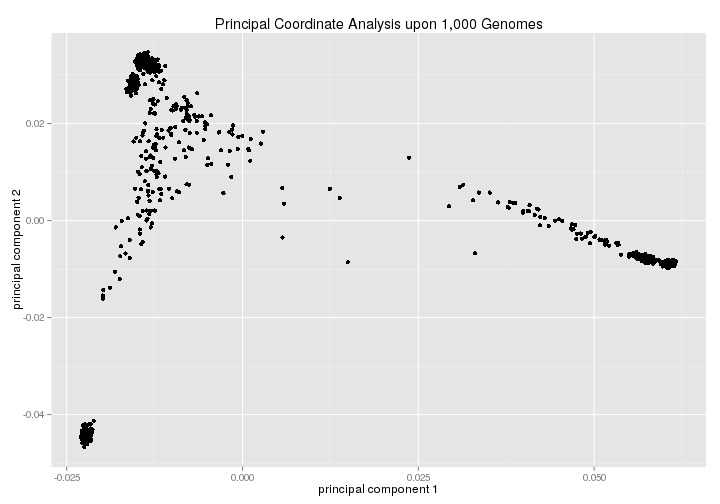 Principal Coordinate Analysis upon 1,000 Genomes
principal component 2
0.02
0.00
-0.02
-0.04
-0.025
0.000
0.025
0.050
principal component 1